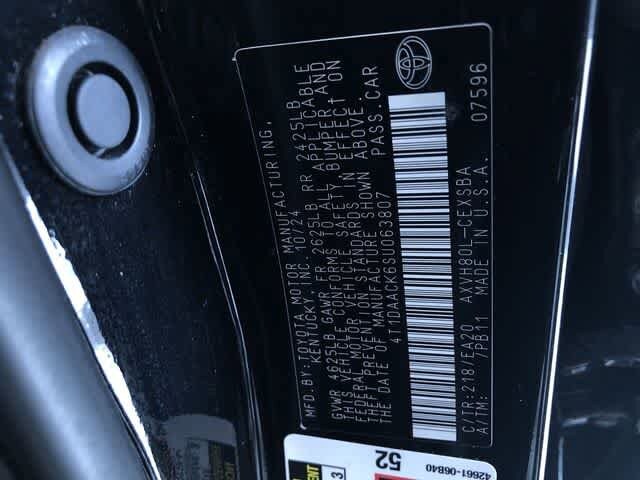 MFD.BY:TOYOTA MOTOR MANUFACTURING,
KENTUCKY, INC. 10/24
GVWR 4625LB GAWR FR 2625LB RR 2425LB
THIS VEHICLE CONFORMS TO ALL APPLICABLE
FEDERAL MOTOR VEHICLE SAFETY, BUMPER AND
THEFT PREVENTION STANDARDS IN EFFECT ON
THE DATE OF MANUFACTURE SHOWN ABOVE.
4T1DAACK6SU063807 PASS.CAR
C/TR:218/EA20 AXVH80L-CEXSBA
A/TM: /PB11 MADE IN U.S.A. 07596
52
42661-06B40